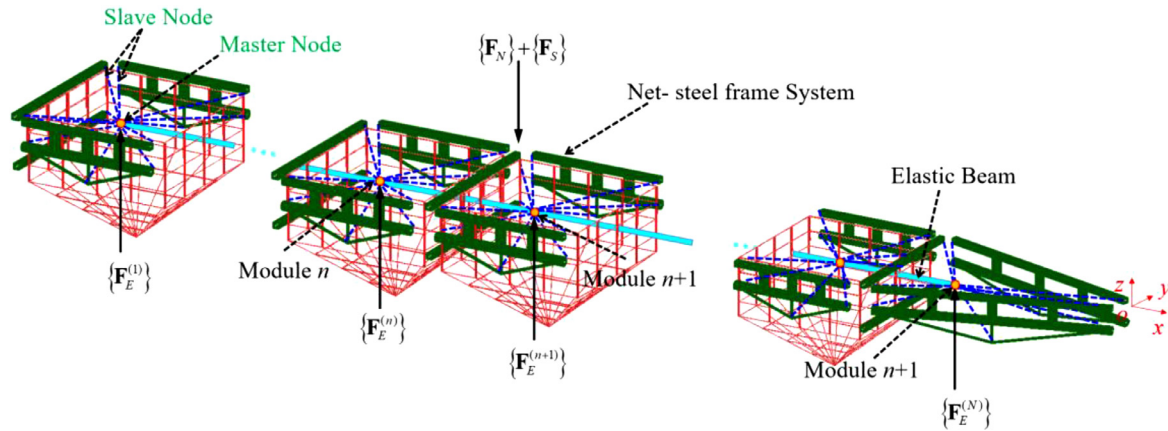 Slave Node
Master Node
{F_N}+{F_S}
Net- steel frame System
Elastic Beam
Module n
Module n+1
{F_E^(1)}
{F_E^(n)}
{F_E^(n+1)}
Module n+1
{F_E^(N)}
z
y
o
x